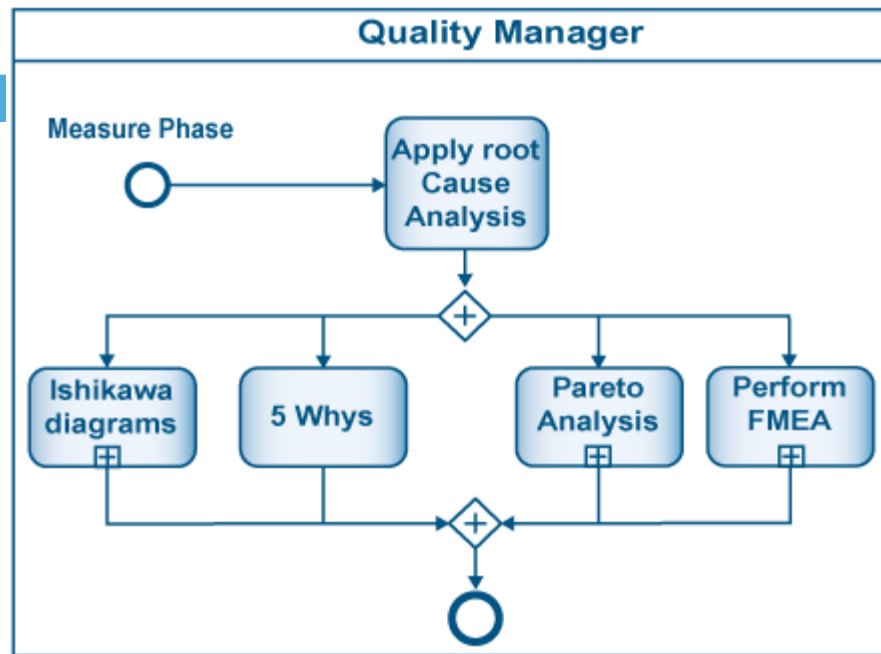 Quality Manager
Measure Phase
Apply root
Cause
Analysis
Ishikawa
diagrams
5 Whys
Pareto
Analysis
Perform
FMEA